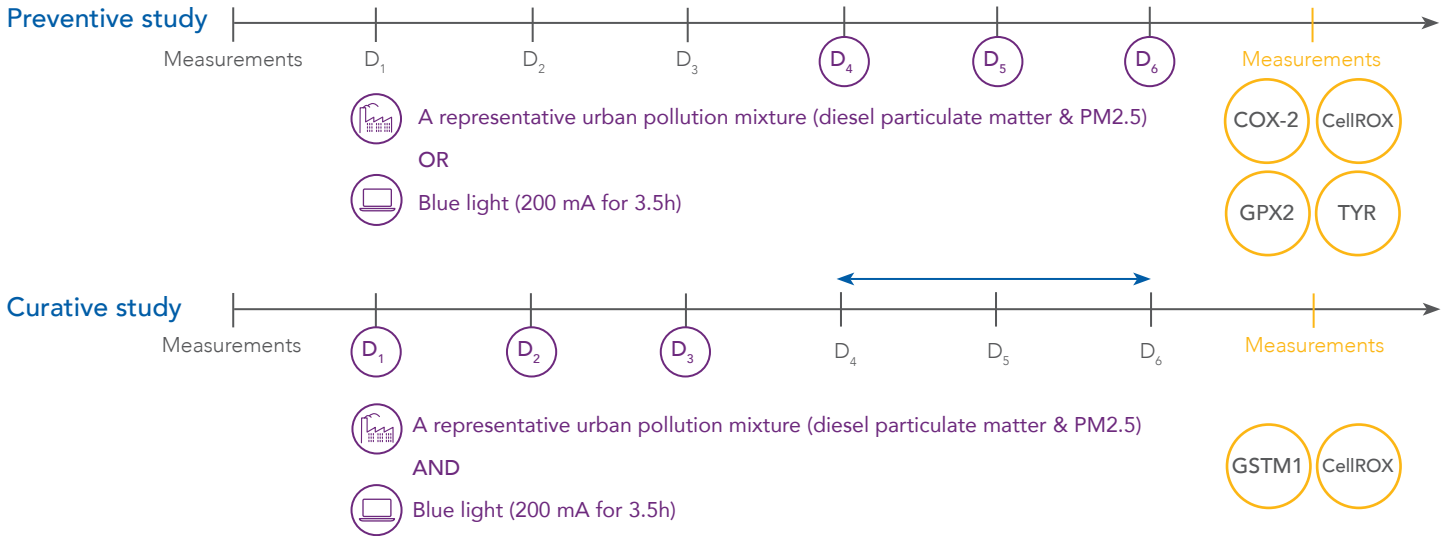 Preventive study
Measurements D₁ D₂ D₃ D₄ D₅ D₆ Measurements
A representative urban pollution mixture (diesel particulate matter & PM2.5)
OR
Blue light (200 mA for 3.5h)
COX-2 CellROX
GPX2 TYR
Curative study
Measurements D₁ D₂ D₃ D₄ D₅ D₆ Measurements
A representative urban pollution mixture (diesel particulate matter & PM2.5)
AND
Blue light (200 mA for 3.5h)
GSTM1 CellROX